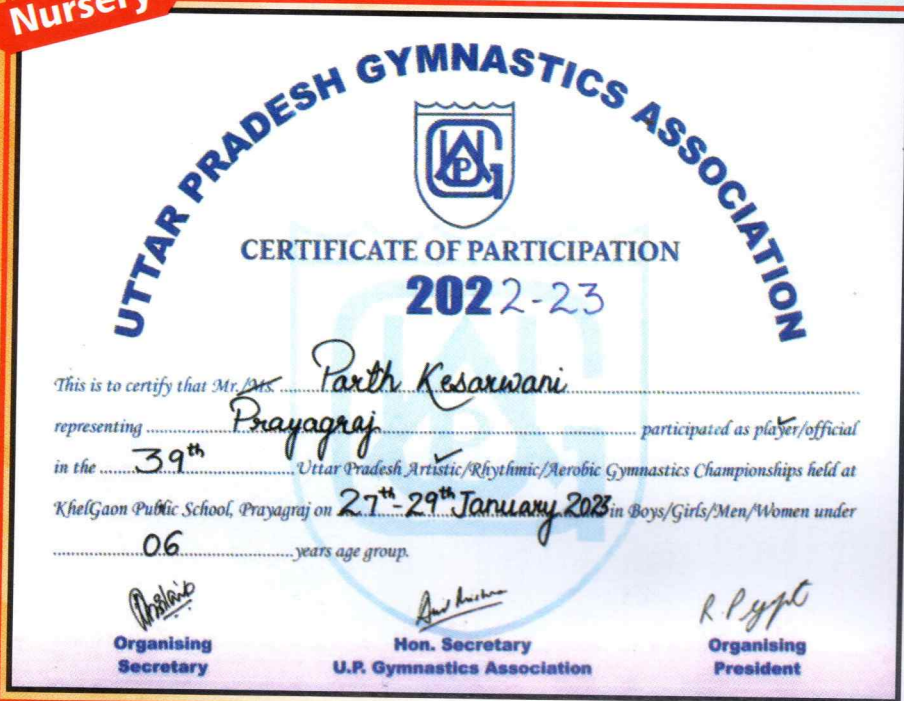 Nursery
UTTAR PRADESH GYMNASTICS ASSOCIATION
UPGA
CERTIFICATE OF PARTICIPATION
2022-23
This is to certify that Mr./Ms. Parth Kesarwani
representing Prayagraj participated as player/official
in the 39th Uttar Pradesh Artistic/Rhythmic/Aerobic Gymnastics Championships held at
KhelGaon Public School, Prayagraj on 27th-29th January 2023 in Boys/Girls/Men/Women under
06 years age group.
R. P. Gupta
Organising Hon. Secretary Organising
Secretary U.P. Gymnastics Association President